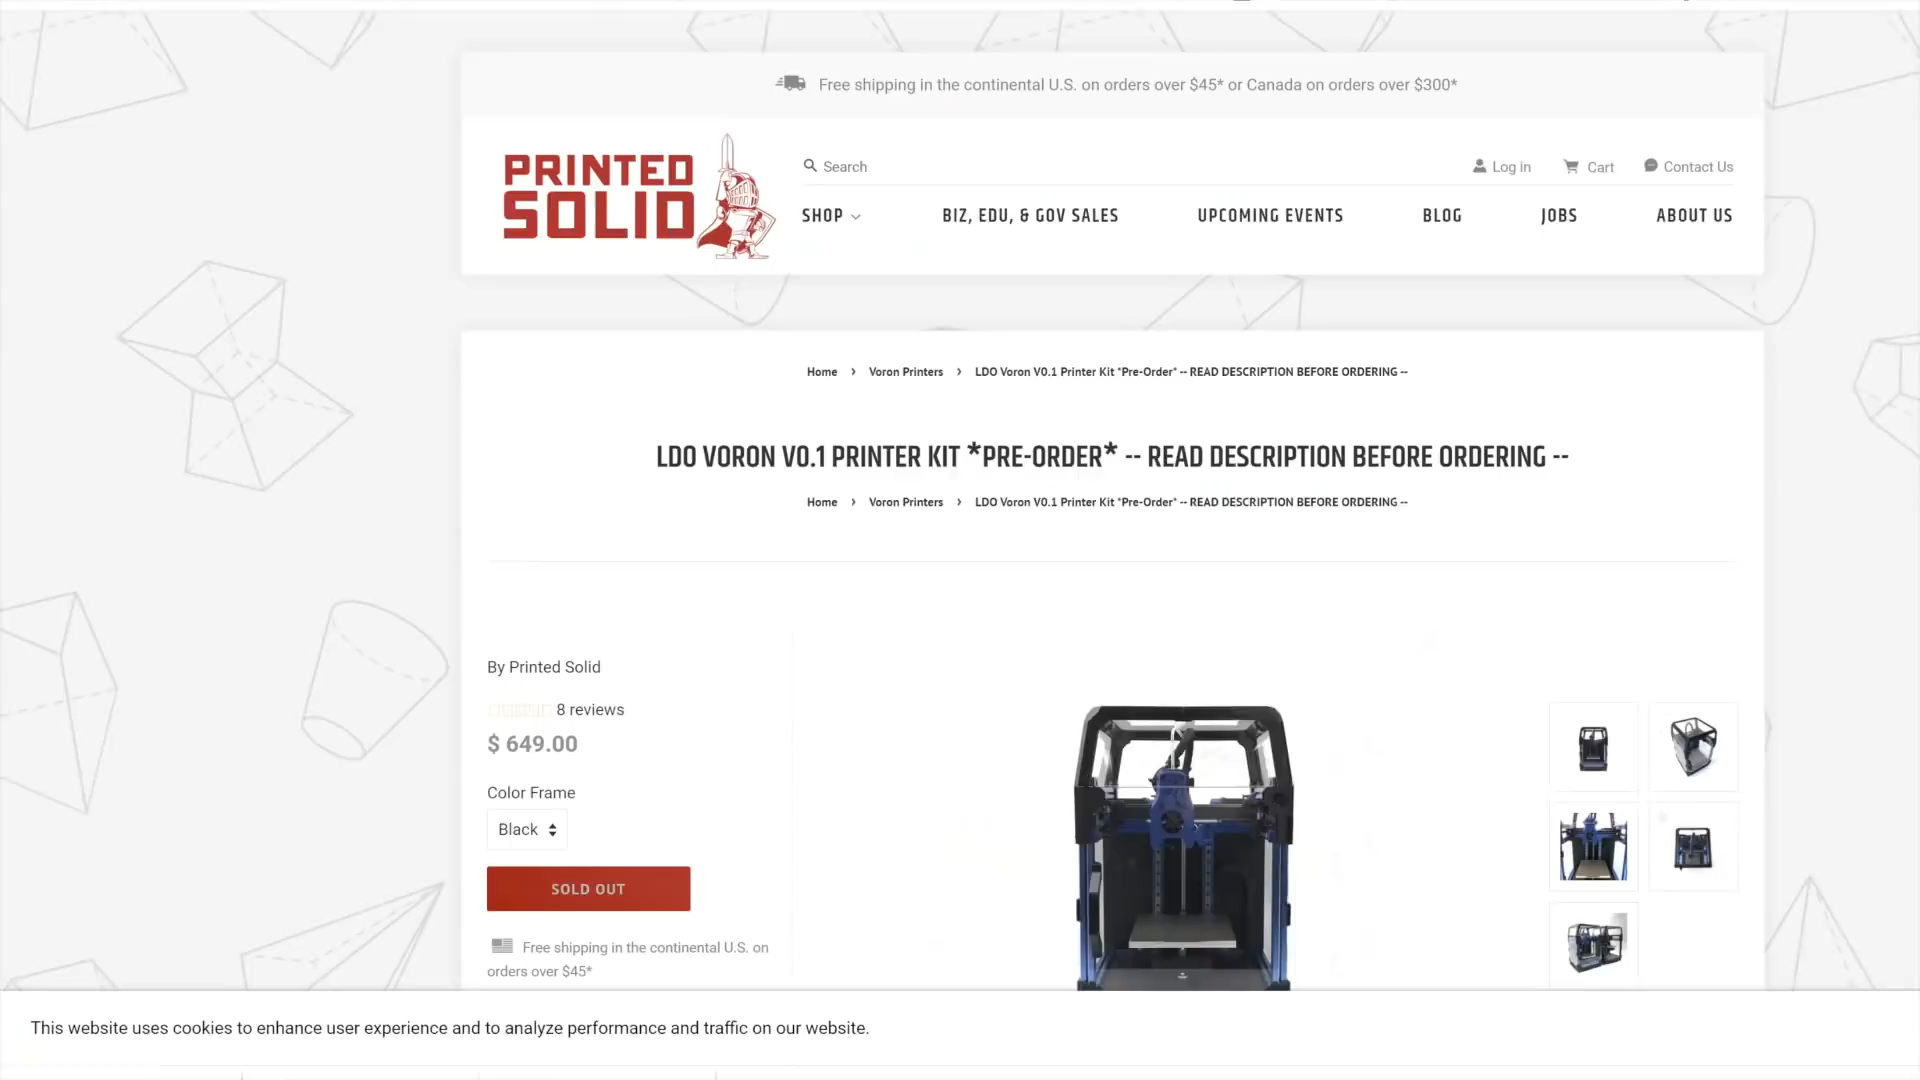 Free shipping in the continental U.S. on orders over $45* or Canada on orders over $300*
PRINTED
SOLID
Search
Log in
Cart
Contact Us
SHOP
BIZ, EDU, & GOV SALES
UPCOMING EVENTS
BLOG
JOBS
ABOUT US
Home › Voron Printers › LDO Voron V0.1 Printer Kit *Pre-Order* -- READ DESCRIPTION BEFORE ORDERING --
LDO VORON V0.1 PRINTER KIT *PRE-ORDER* -- READ DESCRIPTION BEFORE ORDERING --
Home › Voron Printers › LDO Voron V0.1 Printer Kit *Pre-Order* -- READ DESCRIPTION BEFORE ORDERING --
By Printed Solid
8 reviews
$ 649.00
Color Frame
Black
SOLD OUT
Free shipping in the continental U.S. on
orders over $45*
This website uses cookies to enhance user experience and to analyze performance and traffic on our website.